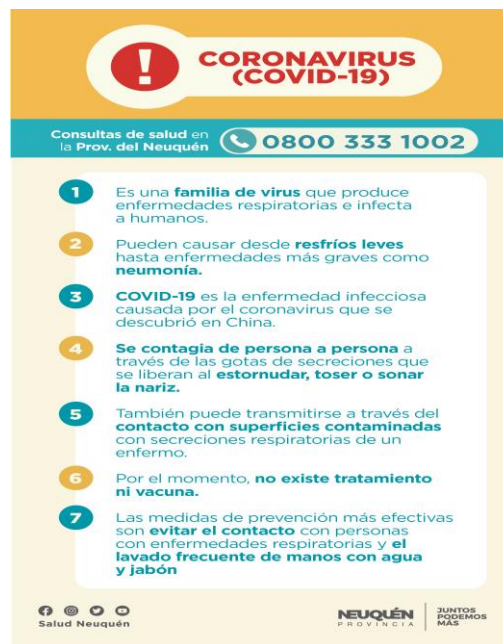 !
CORONAVIRUS
(COVID-19)
Consultas de salud en
la Prov. del Neuquén
0800 333 1002
1
Es una familia de virus que produce
enfermedades respiratorias e infecta
a humanos.
2
Pueden causar desde resfríos leves
hasta enfermedades más graves como
neumonía.
3
COVID-19 es la enfermedad infecciosa
causada por el coronavirus que se
descubrió en China.
4
Se contagia de persona a persona a
través de las gotas de secreciones que
se liberan al estornudar, toser o sonar
la nariz.
5
También puede transmitirse a través del
contacto con superficies contaminadas
con secreciones respiratorias de un
enfermo.
6
Por el momento, no existe tratamiento
ni vacuna.
7
Las medidas de prevención más efectivas
son evitar el contacto con personas
con enfermedades respiratorias y el
lavado frecuente de manos con agua
y jabón
Salud Neuquén
NEUQUÉN
PROVINCIA
JUNTOS
PODEMOS
MÁS